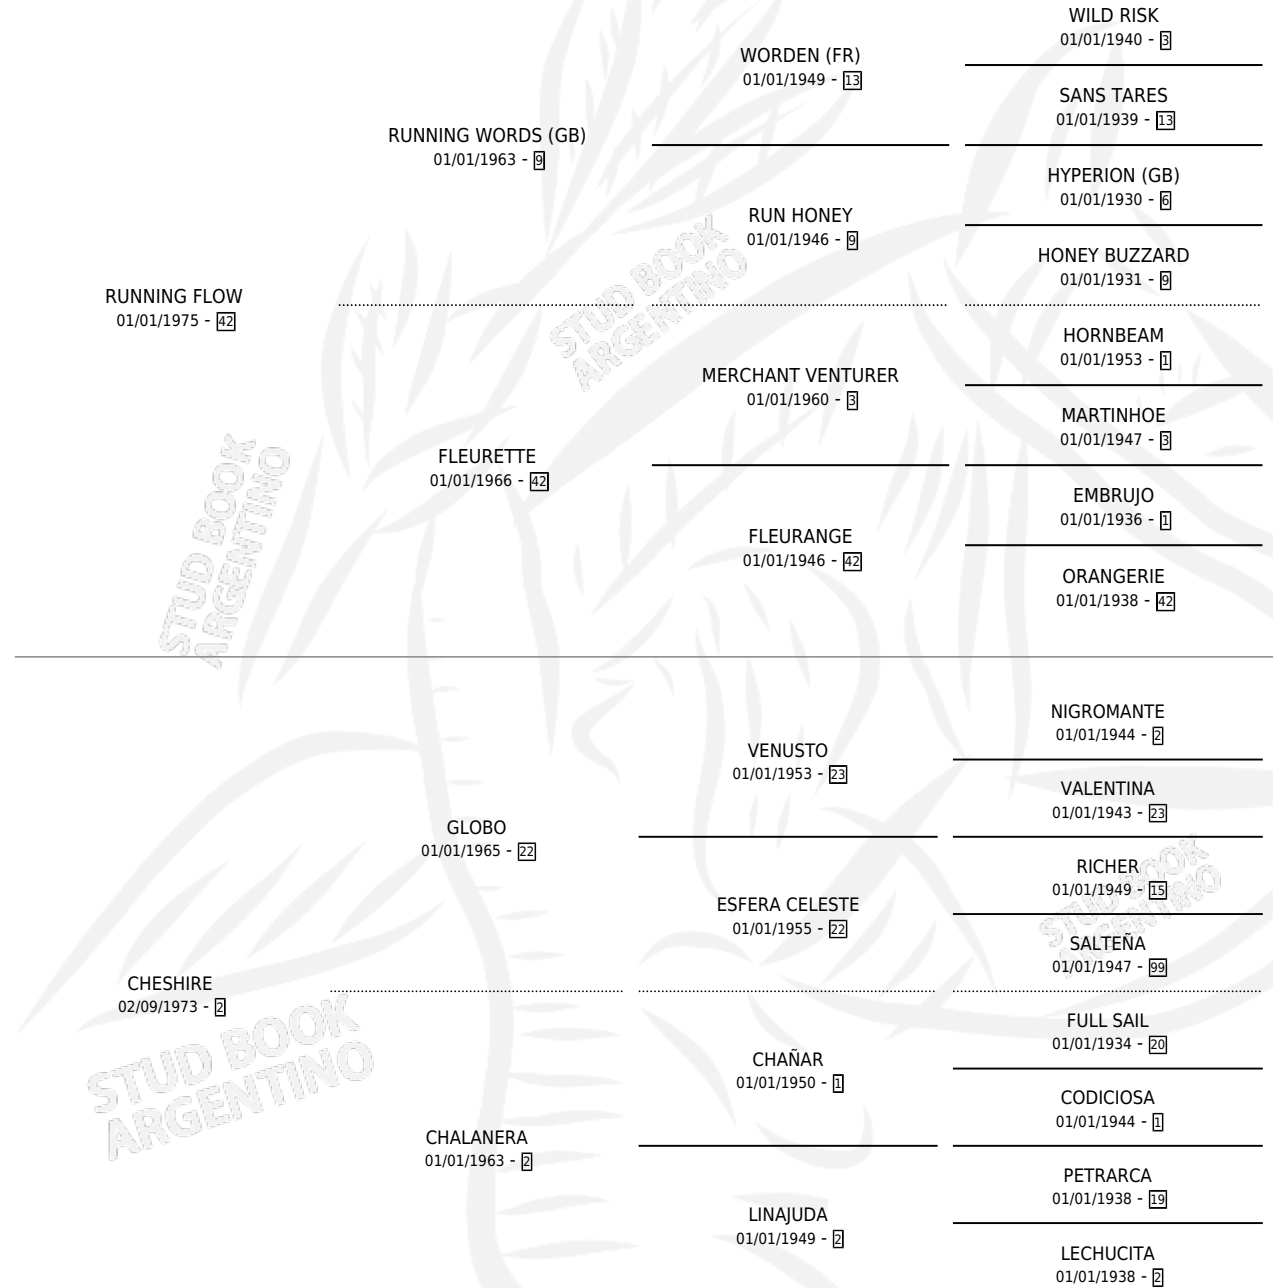 WILD RISK
01/01/1940 - 3
WORDEN (FR)
01/01/1949 - 13
SANS TARES
01/01/1939 - 13
RUNNING WORDS (GB)
01/01/1963 - 9
HYPERION (GB)
01/01/1930 - 6
RUN HONEY
01/01/1946 - 9
HONEY BUZZARD
01/01/1931 - 9
RUNNING FLOW
01/01/1975 - 42
STUD BOOK
ARGENTINO
HORNBEAM
01/01/1953 - 1
MERCHANT VENTURER
01/01/1960 - 3
MARTINHOE
01/01/1947 - 3
FLEURETTE
01/01/1966 - 42
EMBRUJO
01/01/1936 - 1
FLEURANGE
01/01/1946 - 42
ORANGERIE
01/01/1938 - 42
STUD BOOK
ARGENTINO
NIGROMANTE
01/01/1944 - 2
VENUSTO
01/01/1953 - 23
VALENTINA
01/01/1943 - 23
GLOBO
01/01/1965 - 22
RICHER
01/01/1949 - 15
ESFERA CELESTE
01/01/1955 - 22
SALTEÑA
01/01/1947 - 99
STUD BOOK
ARGENTINO
CHESHIRE
02/09/1973 - 2
FULL SAIL
01/01/1934 - 20
CHAÑAR
01/01/1950 - 1
CODICIOSA
01/01/1944 - 1
STUD BOOK
ARGENTINO
CHALANERA
01/01/1963 - 2
PETRARCA
01/01/1938 - 19
LINAJUDA
01/01/1949 - 2
LECHUCITA
01/01/1938 - 2